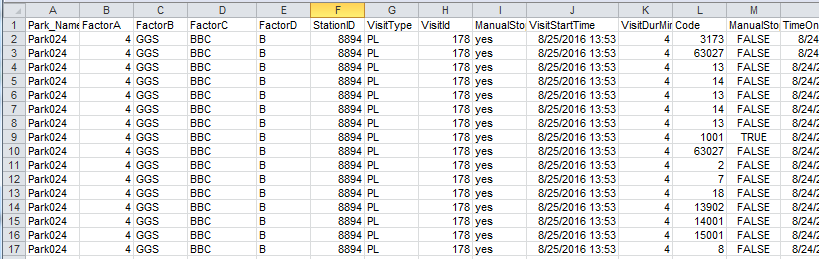 A B C D E F G H I J K L M N
1 Park_Name FactorA FactorB FactorC FactorD StationID VisitType VisitId ManualSto VisitStartTime VisitDurMin Code ManualSto TimeOn
2 Park024 4 GGS BBC B 8894 PL 178 yes 8/25/2016 13:53 4 3173 FALSE 8/24
3 Park024 4 GGS BBC B 8894 PL 178 yes 8/25/2016 13:53 4 63027 FALSE 8/24
4 Park024 4 GGS BBC B 8894 PL 178 yes 8/25/2016 13:53 4 13 FALSE 8/24/2
5 Park024 4 GGS BBC B 8894 PL 178 yes 8/25/2016 13:53 4 14 FALSE 8/24/2
6 Park024 4 GGS BBC B 8894 PL 178 yes 8/25/2016 13:53 4 13 FALSE 8/24/2
7 Park024 4 GGS BBC B 8894 PL 178 yes 8/25/2016 13:53 4 14 FALSE 8/24/2
8 Park024 4 GGS BBC B 8894 PL 178 yes 8/25/2016 13:53 4 13 FALSE 8/24/2
9 Park024 4 GGS BBC B 8894 PL 178 yes 8/25/2016 13:53 4 1001 TRUE 8/24/2
10 Park024 4 GGS BBC B 8894 PL 178 yes 8/25/2016 13:53 4 63027 FALSE 8/24/2
11 Park024 4 GGS BBC B 8894 PL 178 yes 8/25/2016 13:53 4 2 FALSE 8/24/2
12 Park024 4 GGS BBC B 8894 PL 178 yes 8/25/2016 13:53 4 7 FALSE 8/24/2
13 Park024 4 GGS BBC B 8894 PL 178 yes 8/25/2016 13:53 4 18 FALSE 8/24/2
14 Park024 4 GGS BBC B 8894 PL 178 yes 8/25/2016 13:53 4 13902 FALSE 8/24/2
15 Park024 4 GGS BBC B 8894 PL 178 yes 8/25/2016 13:53 4 14001 FALSE 8/24/2
16 Park024 4 GGS BBC B 8894 PL 178 yes 8/25/2016 13:53 4 15001 FALSE 8/24/2
17 Park024 4 GGS BBC B 8894 PL 178 yes 8/25/2016 13:53 4 8 FALSE 8/24/2